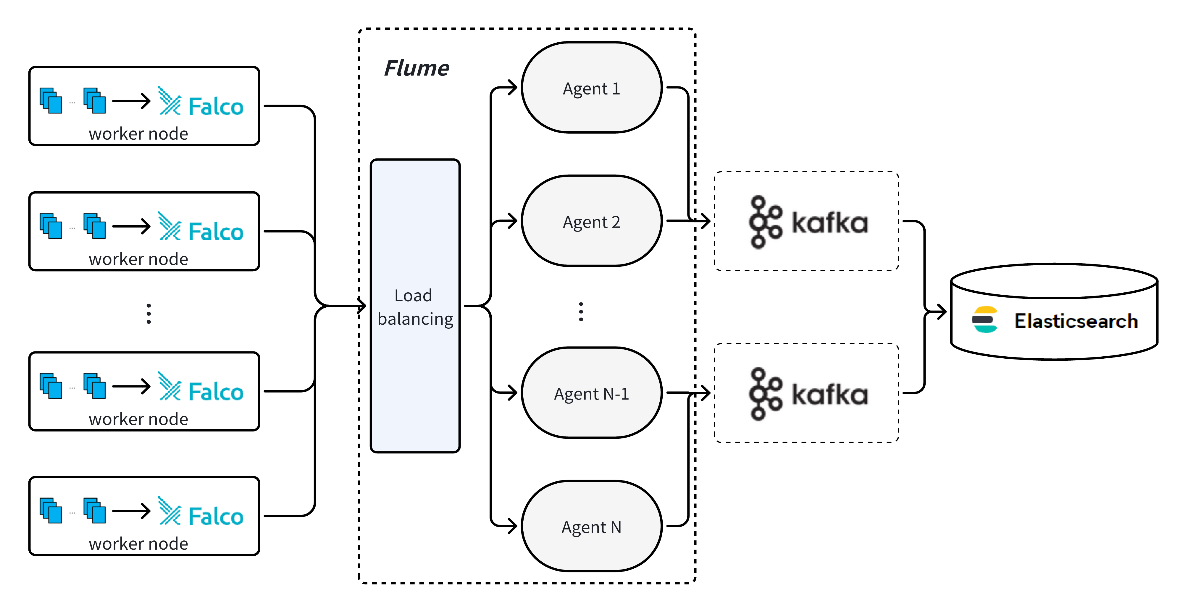 Falco
worker node
Falco
worker node
Falco
worker node
Falco
worker node
Flume
Load
balancing
Agent 1
Agent 2
Agent N-1
Agent N
kafka
kafka
Elasticsearch